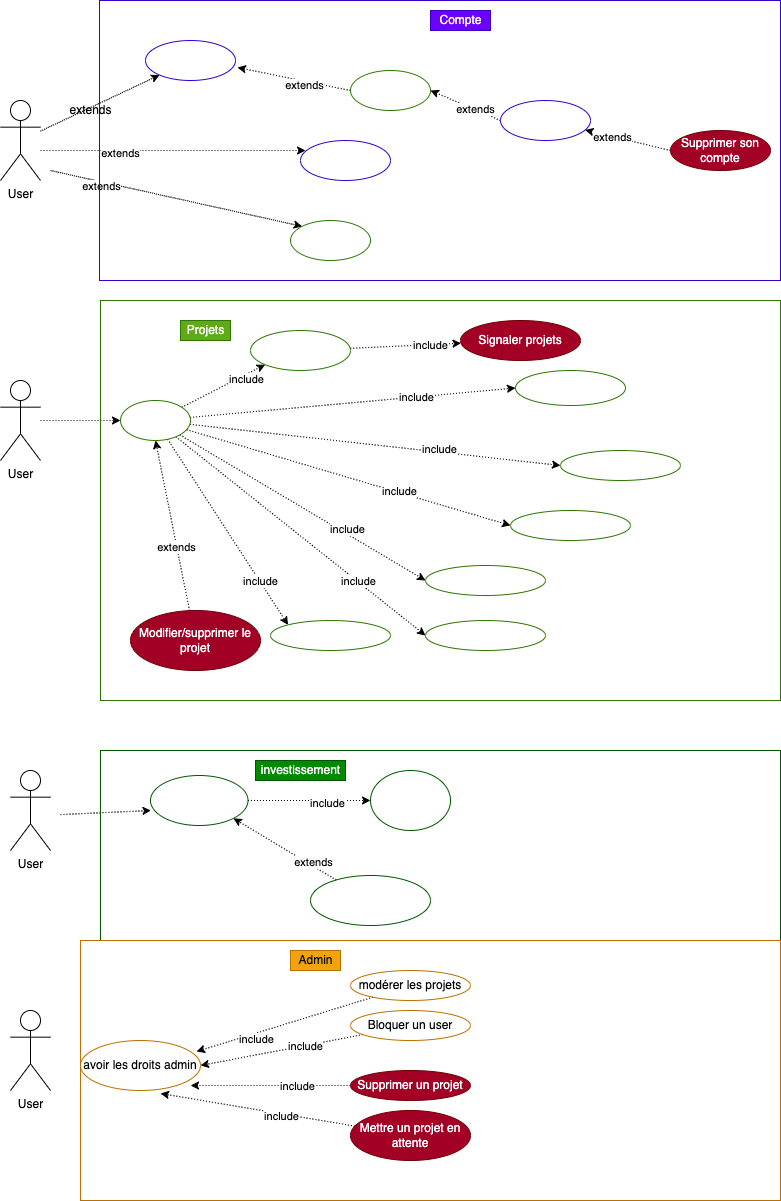 Compte
extends
extends
extends
extends
Supprimer son
compte
extends
extends
User
Projets
Signaler projets
include
include
include
User
include
include
include
extends
include
include
Modifier/supprimer le
projet
investissement
include
User
extends
Admin
modérer les projets
Bloquer un user
include
include
avoir les droits admin
Supprimer un projet
include
User
include
Mettre un projet en
attente